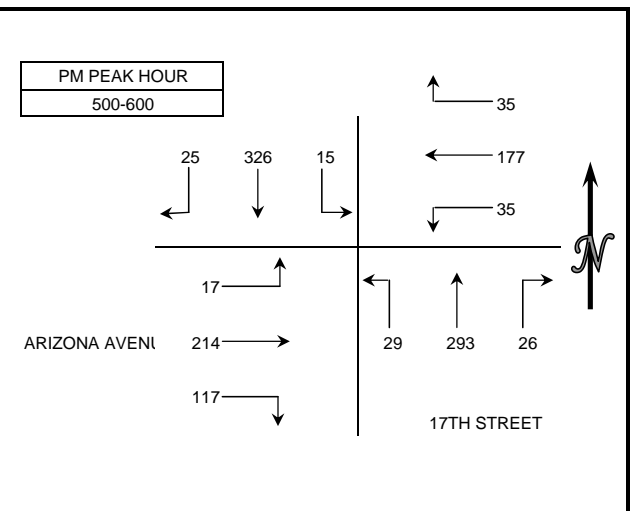 PM PEAK HOUR
500-600
35
25 326 15
177
35
N
17
ARIZONA AVENU
214
29 293 26
117
17TH STREET